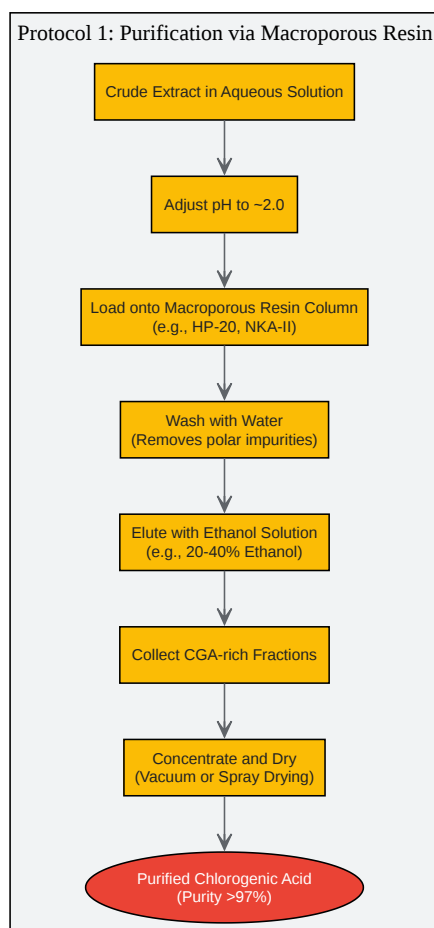 Protocol 1: Purification via Macroporous Resin
Crude Extract in Aqueous Solution
Adjust pH to ~2.0
Load onto Macroporous Resin Column
(e.g., HP-20, NKA-II)
Wash with Water
(Removes polar impurities)
Elute with Ethanol Solution
(e.g., 20-40% Ethanol)
Collect CGA-rich Fractions
Concentrate and Dry
(Vacuum or Spray Drying)
Purified Chlorogenic Acid
(Purity >97%)